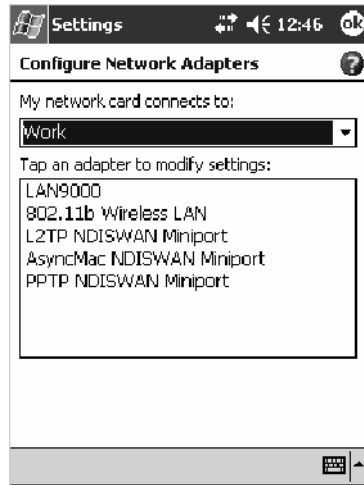 Settings 12:46 ok
Configure Network Adapters ?
My network card connects to:
Work
Tap an adapter to modify settings:
LAN9000
802.11b Wireless LAN
L2TP NDISWAN Miniport
AsyncMac NDISWAN Miniport
PPTP NDISWAN Miniport